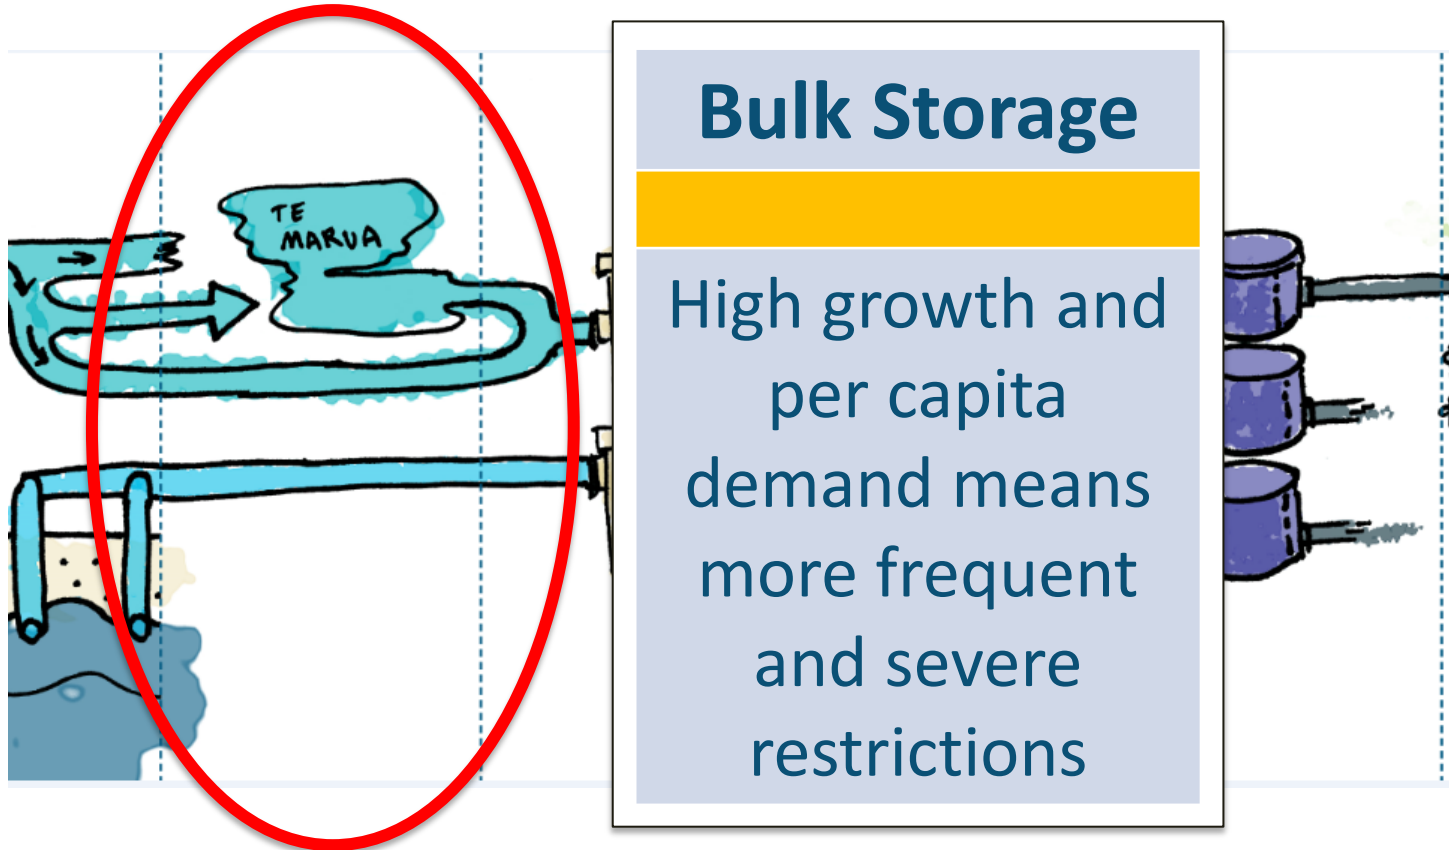 TE
MARUA
Bulk Storage
High growth and
per capita
demand means
more frequent
and severe
restrictions